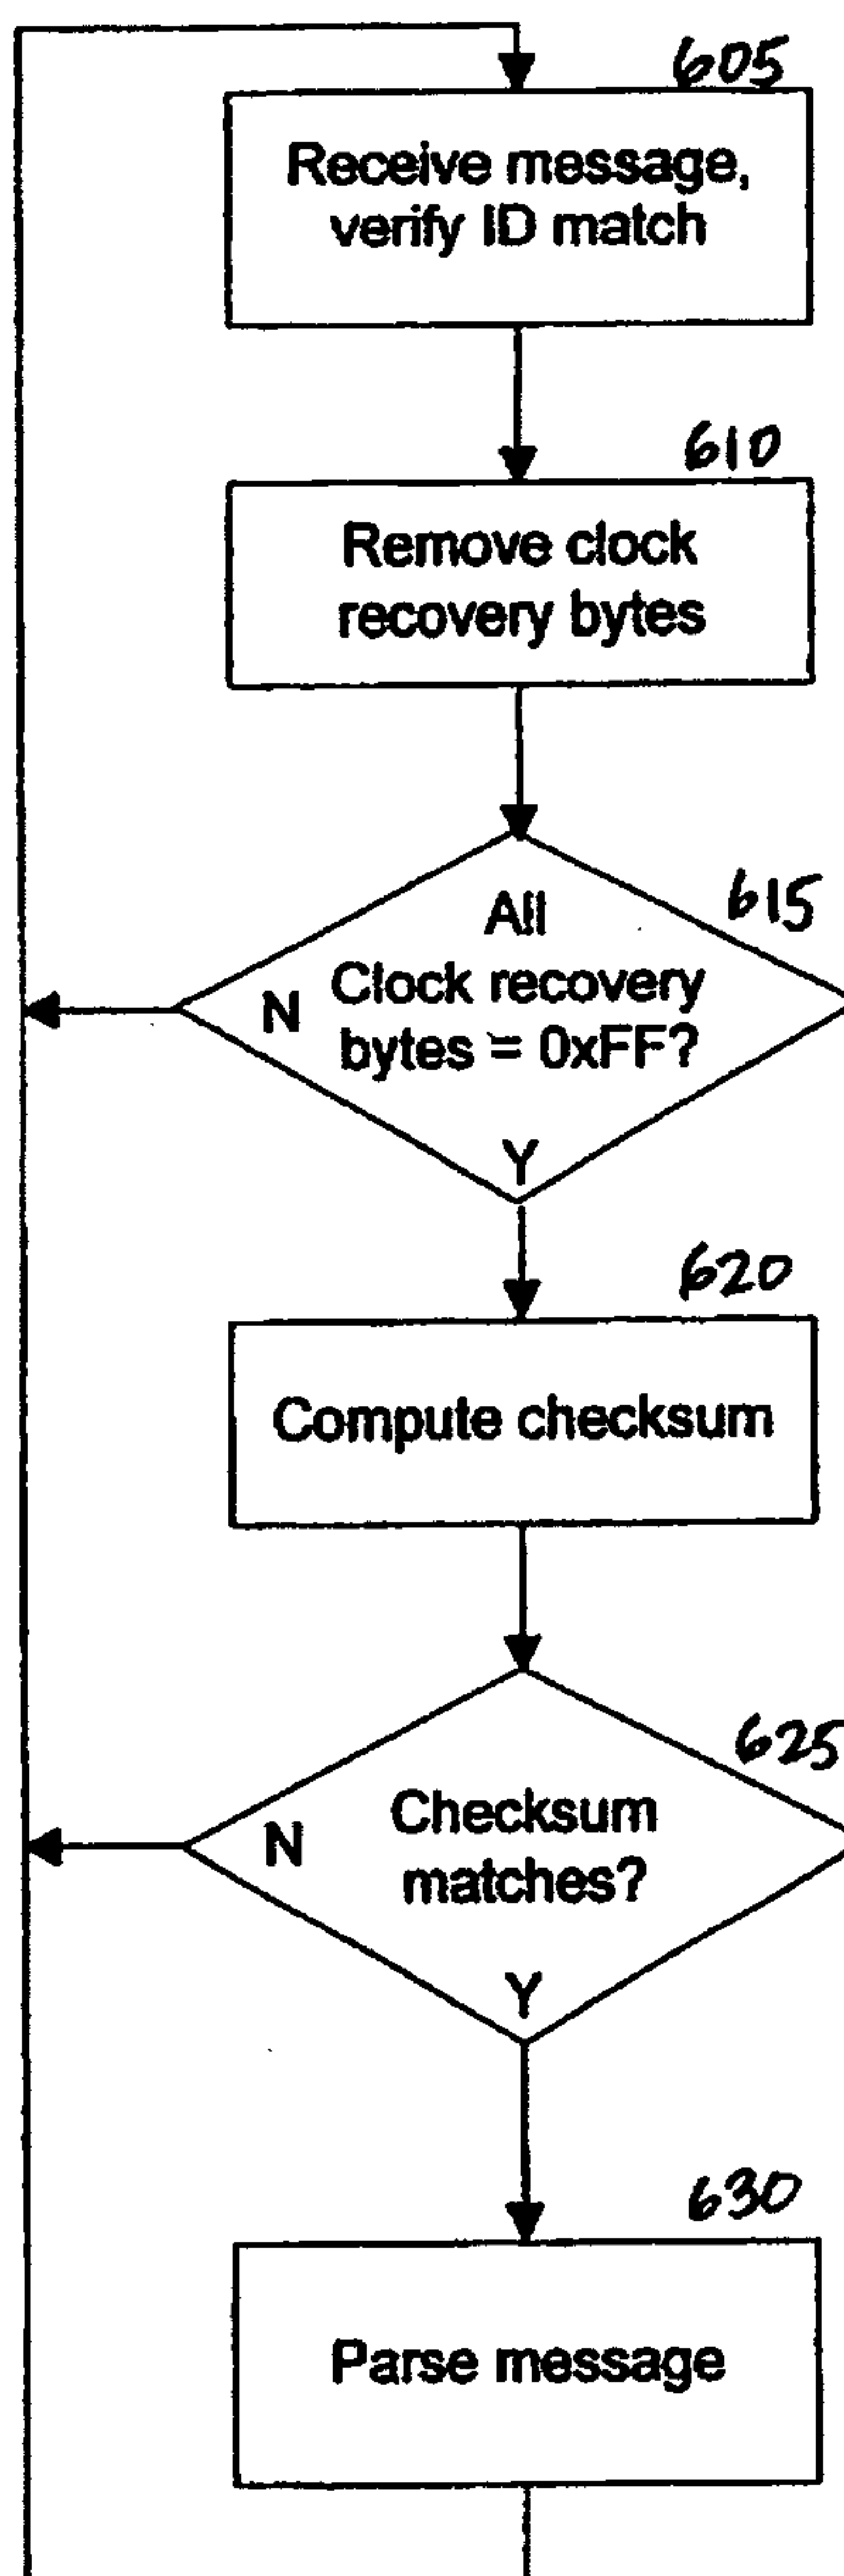 605
Receive message,
verify ID match
610
Remove clock
recovery bytes
615
All
Clock recovery
bytes = 0xFF?
N
Y
620
Compute checksum
625
Checksum
matches?
N
Y
630
Parse message